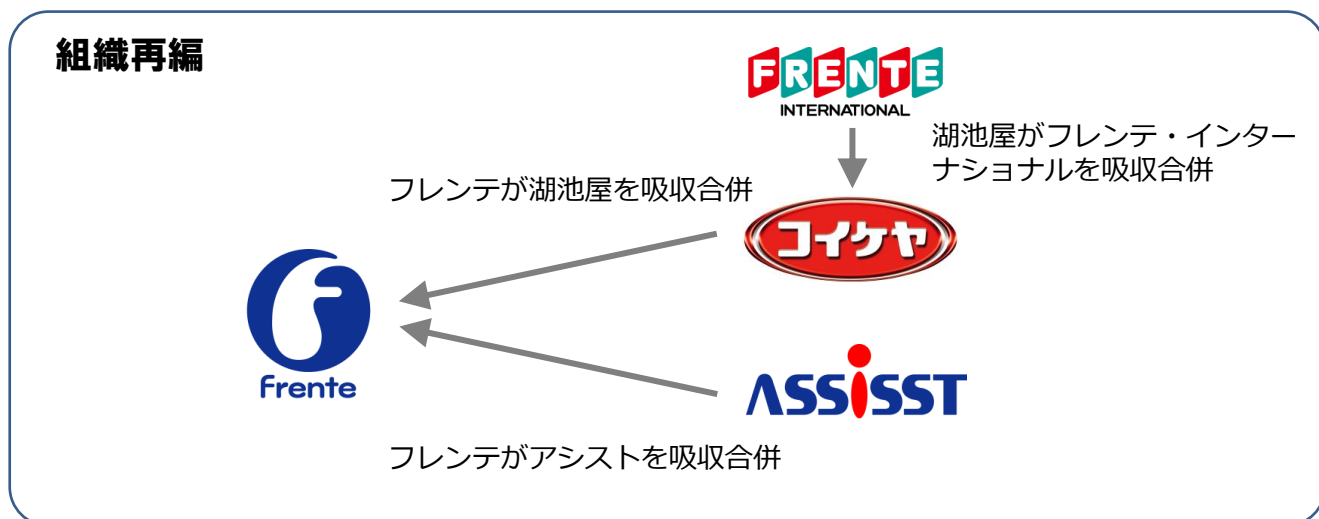 組織再編
FRENTE
INTERNATIONAL
湖池屋がフレンテ・インター
ナショナルを吸収合併
フレンテが湖池屋を吸収合併
コイケヤ
Frente
ASSiSST
フレンテがアシストを吸収合併